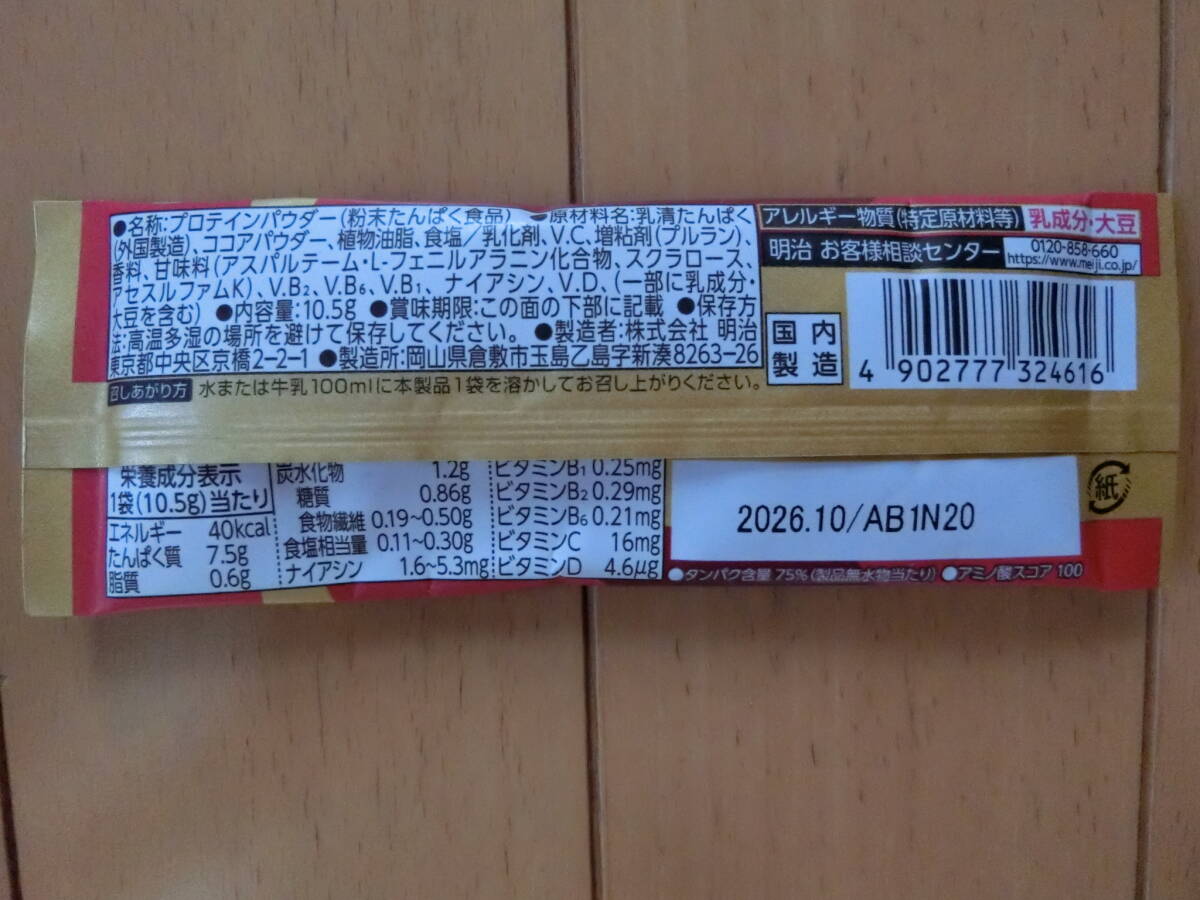 ●名称:プロテインパウダー(粉末たんぱく食品) ●原材料名:乳清たんぱく
(外国製造)、ココアパウダー、植物油脂、食塩／乳化剤、V.C、増粘剤(プルラン)、
香料、甘味料(アスパルテーム・L-フェニルアラニン化合物、スクラロース、
アセスルファムK)、V.B2、V.B6、V.B1、ナイアシン、V.D、(一部に乳成分・
大豆を含む) ●内容量:10.5g ●賞味期限:この面の下部に記載 ●保存方
法:高温多湿の場所を避けて保存してください。 ●製造者:株式会社 明治
東京都中央区京橋2-2-1 ●製造所:岡山県倉敷市玉島乙島字新湊8263-26
召しあがり方 水または牛乳100mlに本製品1袋を溶かしてお召し上がりください。
アレルギー物質(特定原材料等) 乳成分・大豆
明治 お客様相談センター 0120-858-660
https://www.meiji.co.jp/
国内
製造
4 902777 324616
栄養成分表示
1袋(10.5g)当たり
エネルギー 40kcal
たんぱく質 7.5g
脂質 0.6g
炭水化物 1.2g
糖質 0.86g
食物繊維 0.19~0.50g
食塩相当量 0.11~0.30g
ナイアシン 1.6~5.3mg
ビタミンB1 0.25mg
ビタミンB2 0.29mg
ビタミンB6 0.21mg
ビタミンC 16mg
ビタミンD 4.6μg
2026.10/AB1N20
●タンパク含量 75%(製品無水物当たり) ●アミノ酸スコア 100
紙